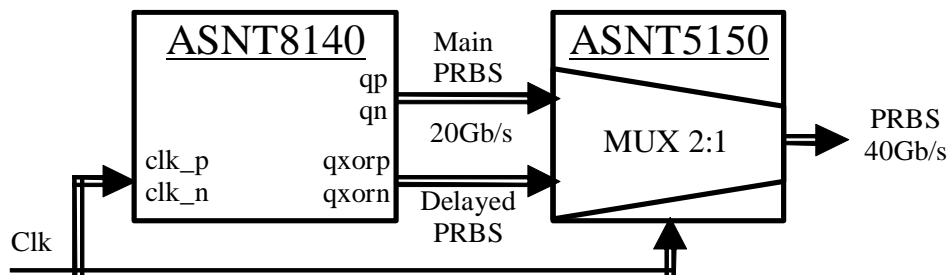 ASNT8140
qp
qn
clk_p
clk_n
qxorp
qxorn
Main
PRBS
20Gb/s
Delayed
PRBS
ASNT5150
MUX 2:1
PRBS
40Gb/s
Clk